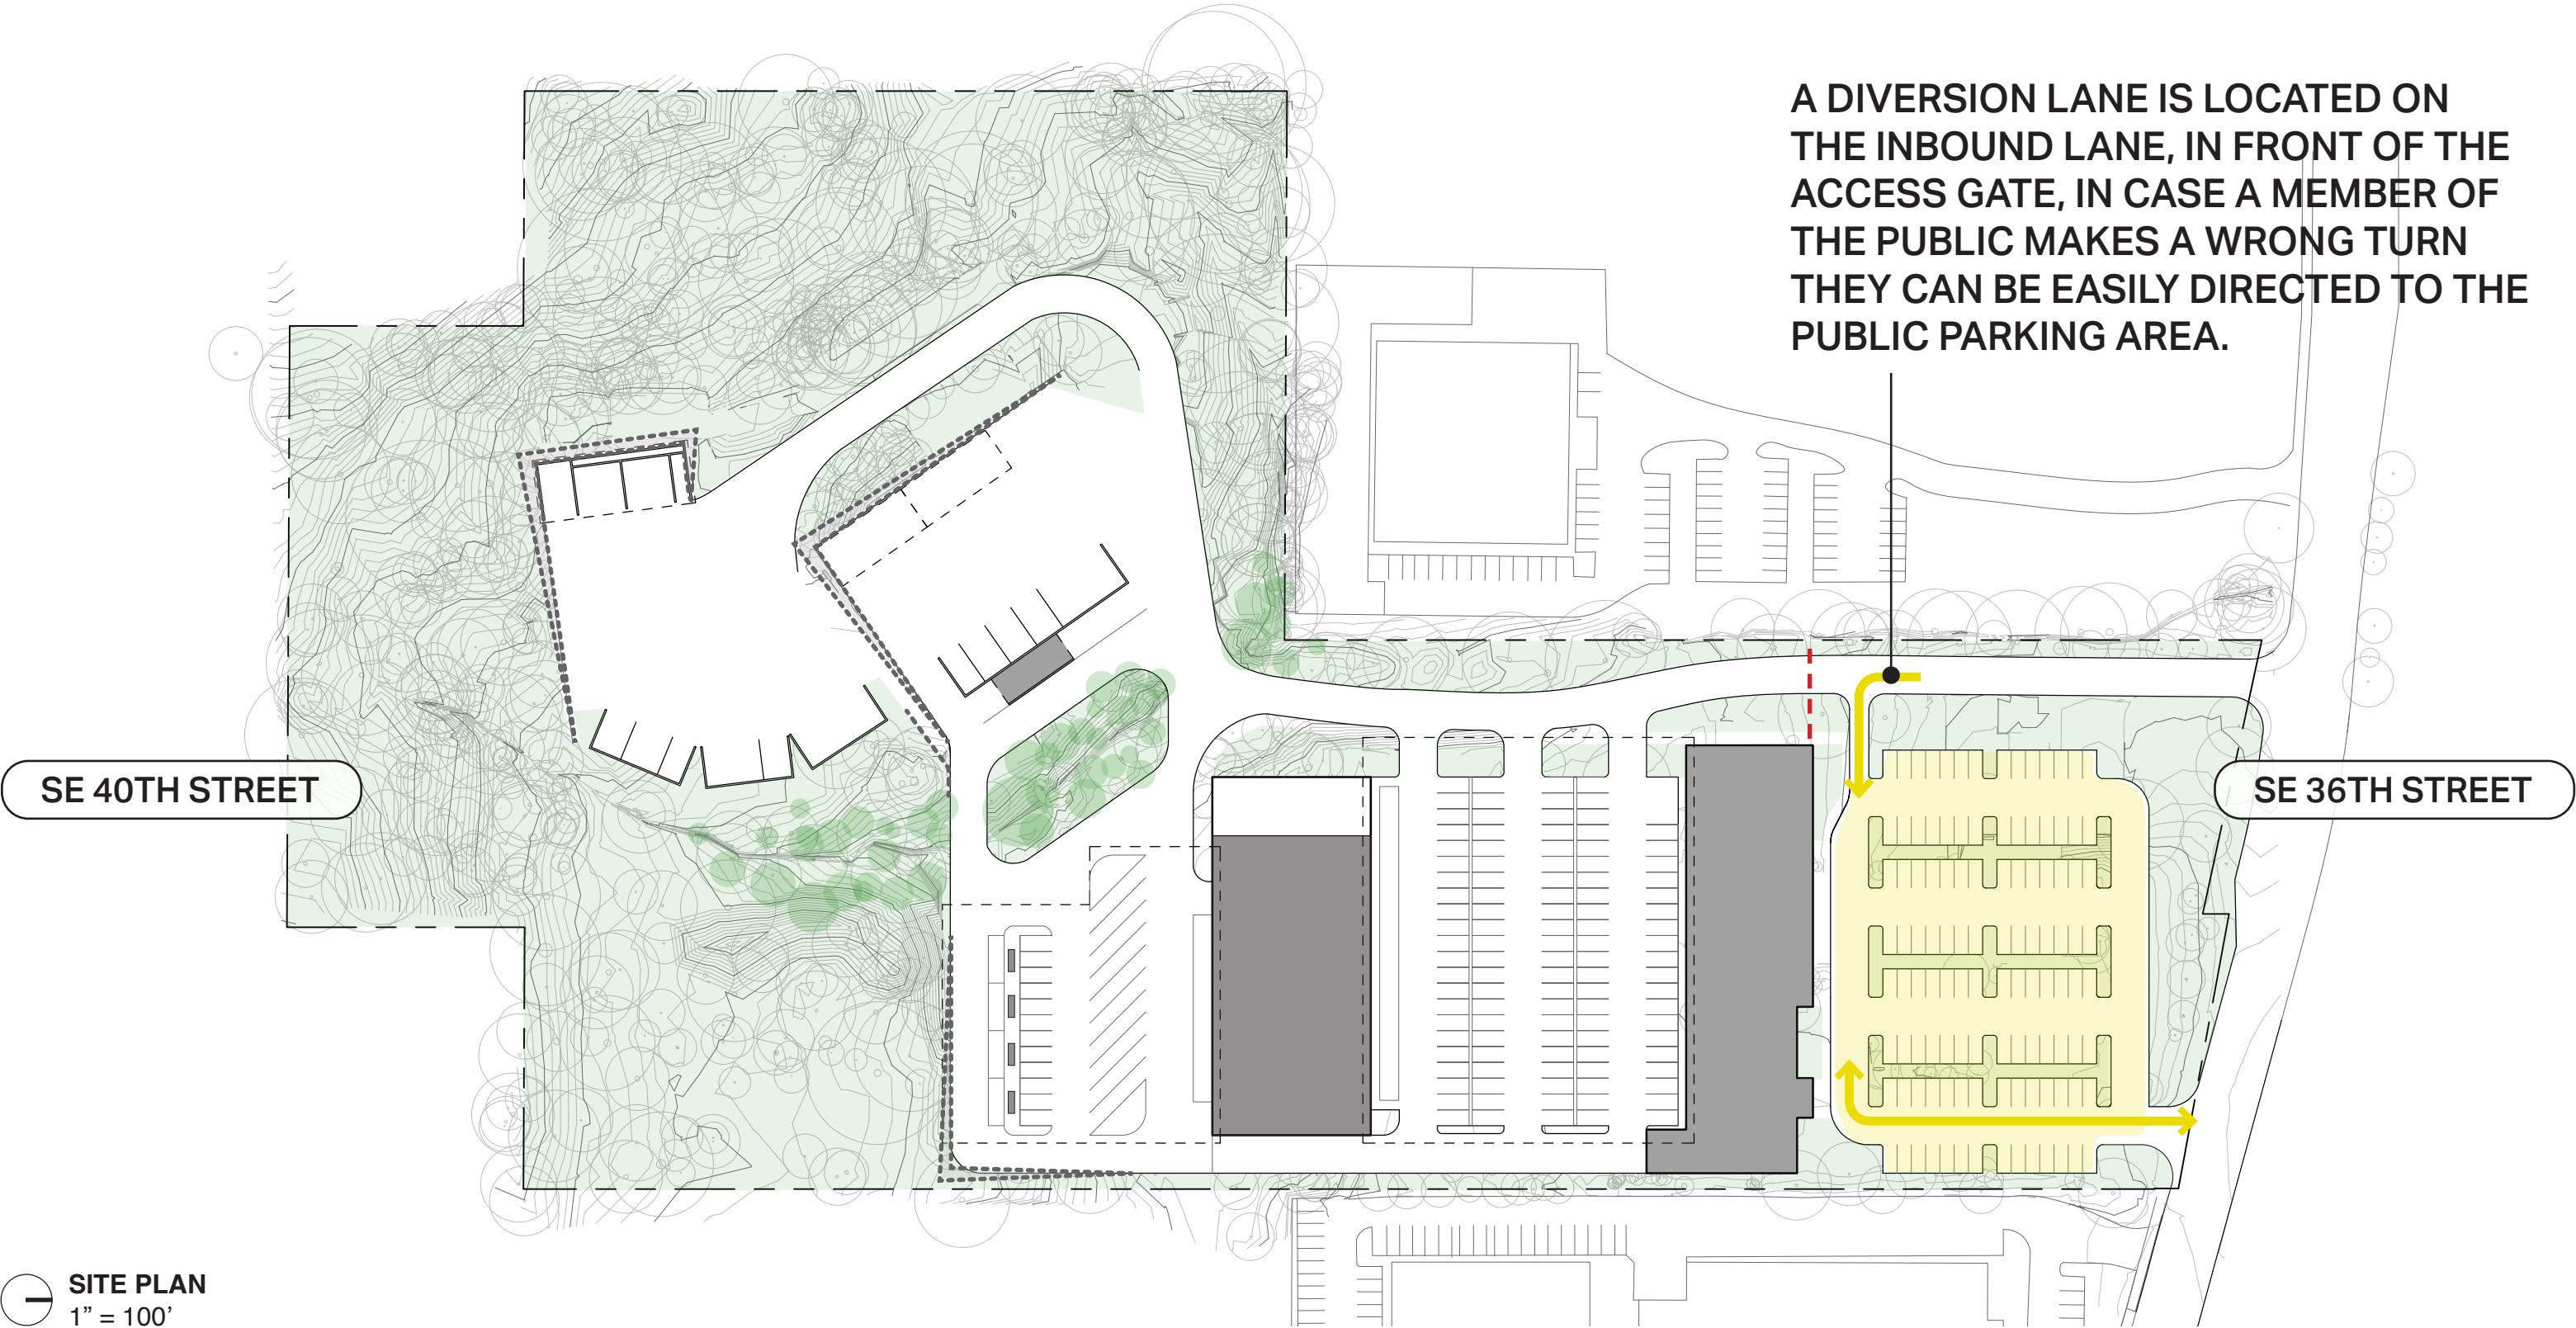 A DIVERSION LANE IS LOCATED ON
THE INBOUND LANE, IN FRONT OF THE
ACCESS GATE, IN CASE A MEMBER OF
THE PUBLIC MAKES A WRONG TURN
THEY CAN BE EASILY DIRECTED TO THE
PUBLIC PARKING AREA.
SE 40TH STREET
SE 36TH STREET
SITE PLAN
1” = 100’